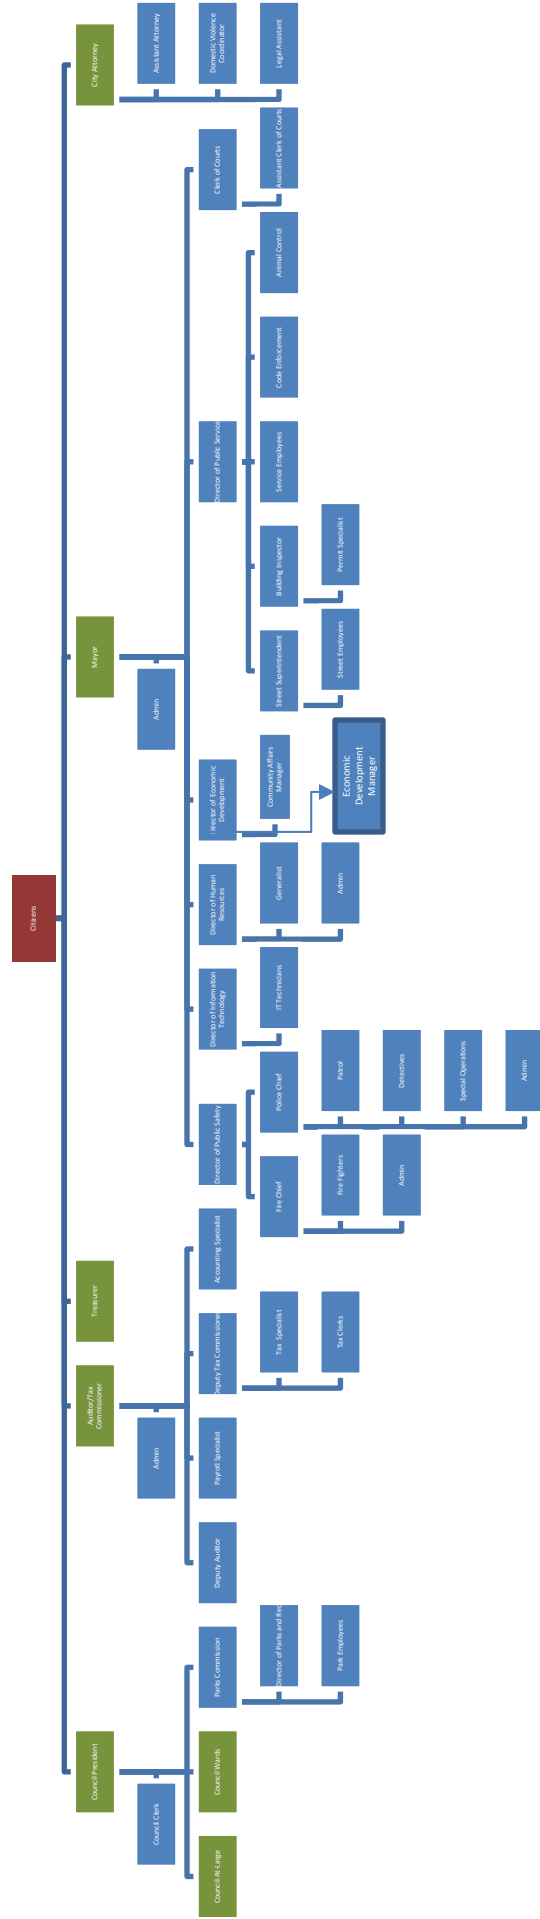 Citizens
Council President
Auditor/Tax
Commissioner
Treasurer
Mayor
City Attorney
Council Clerk
Admin
Admin
Assistant Attorney
Council-At-Large
Council Wards
Parks Commission
Deputy Auditor
Payroll Specialist
Deputy Tax Commissioner
Accounting Specialist
Director of Public Safety
Director of Information
Technology
Director of Human
Resources
Director of Economic
Development
Director of Public Service
Clerk of Courts
Domestic Violence
Coordinator
Director of Parks and Rec
Tax Specialist
Fire Chief
Police Chief
IT Technicians
Generalist
Community Affairs
Manager
Street Superintendent
Building Inspector
Service Employees
Code Enforcement
Animal Control
Assistant Clerk of Courts
Legal Assistant
Park Employees
Tax Clerks
Fire Fighters
Patrol
Admin
Economic
Development
Manager
Street Employees
Permit Specialist
Admin
Detectives
Special Operations
Admin